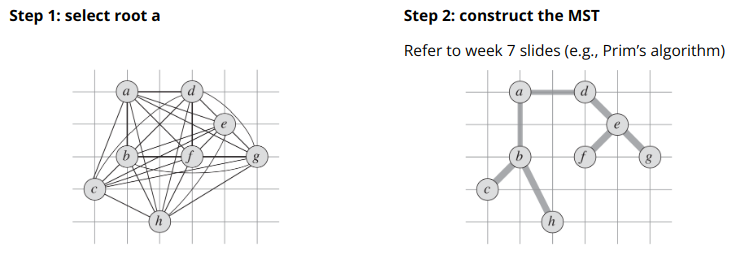 Step 1: select root a
Step 2: construct the MST
Refer to week 7 slides (e.g., Prim's algorithm)
a
d
e
b
f
g
c
h
a
d
e
b
f
g
c
h